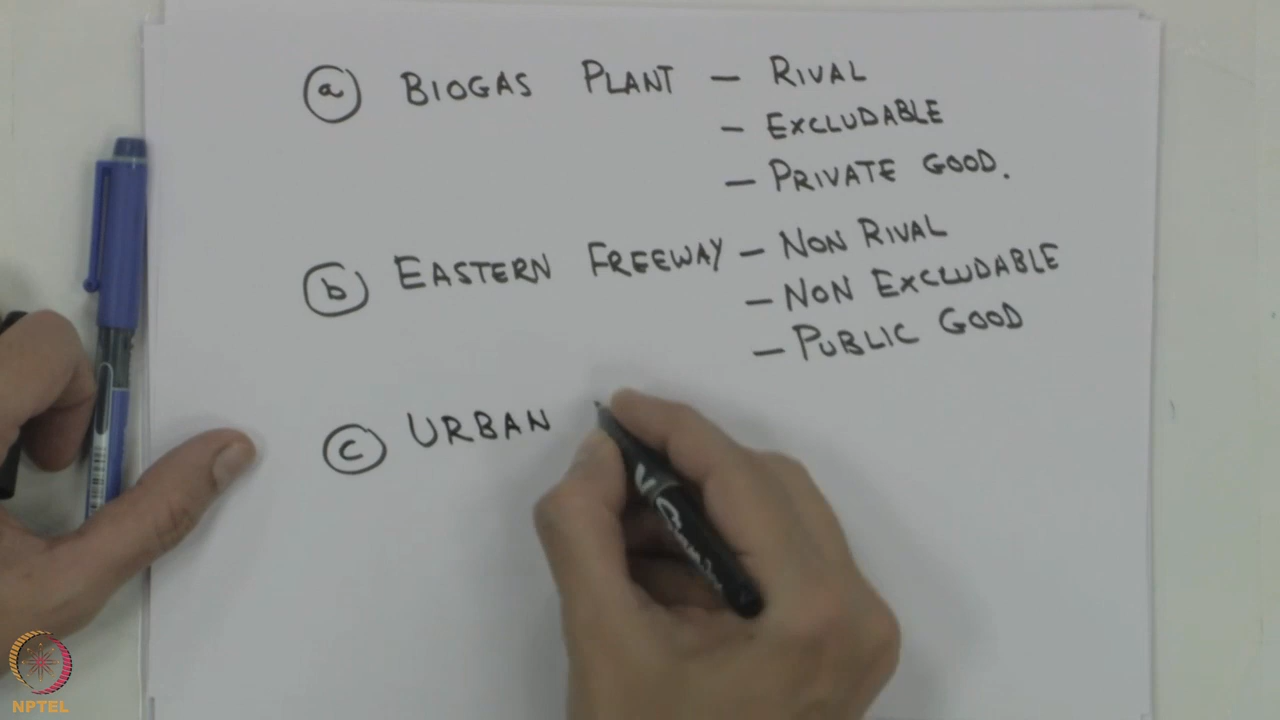 a BIOGAS PLANT - RIVAL
- EXCLUDABLE
- PRIVATE GOOD.
b EASTERN FREEWAY - NON RIVAL
- NON EXCLUDABLE
- PUBLIC GOOD
c URBAN
NPTEL